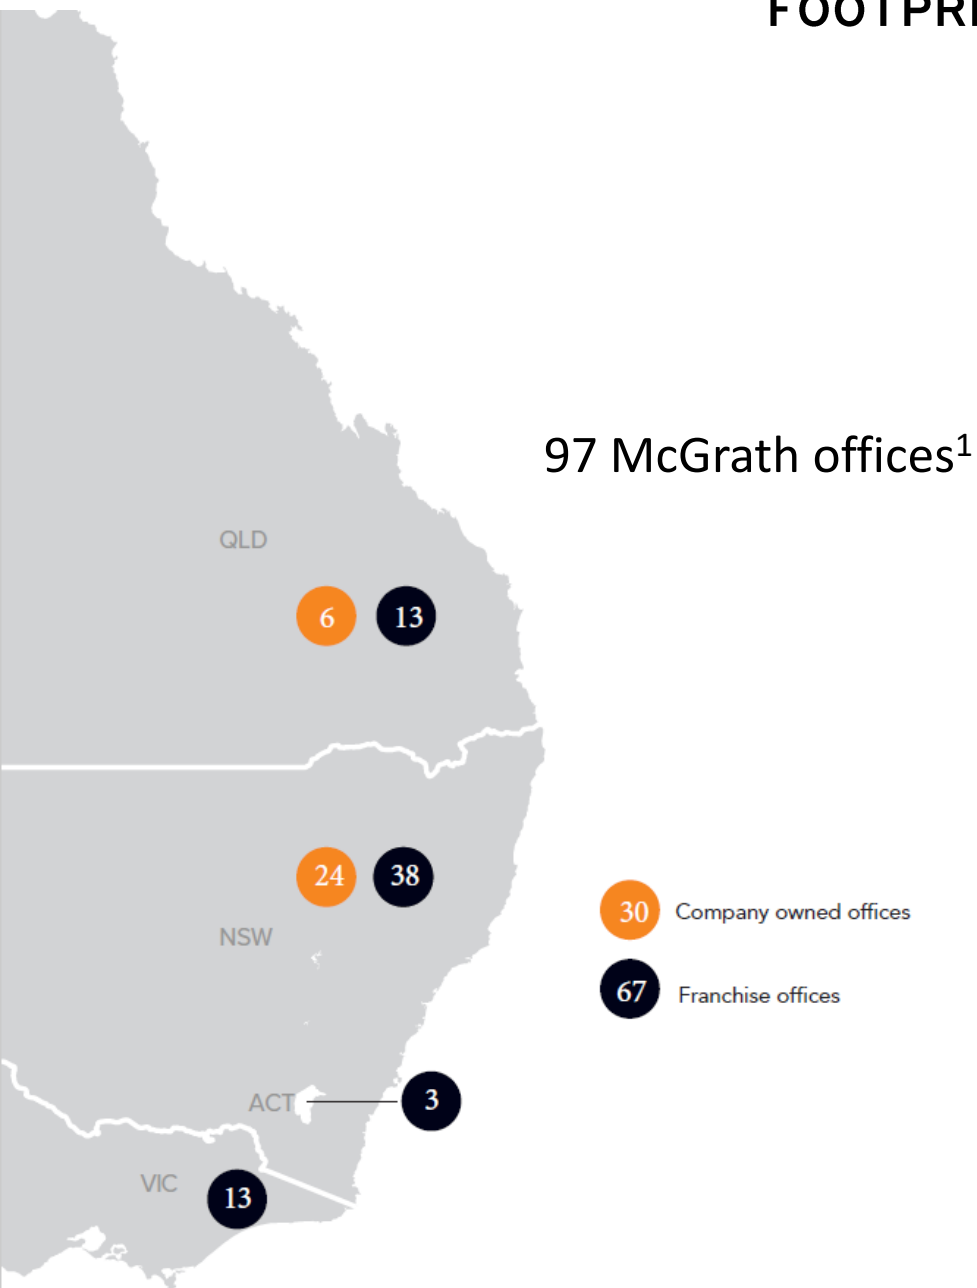 97 McGrath offices¹
QLD
6 13
24 38
30 Company owned offices
NSW
67 Franchise offices
ACT 3
VIC 13